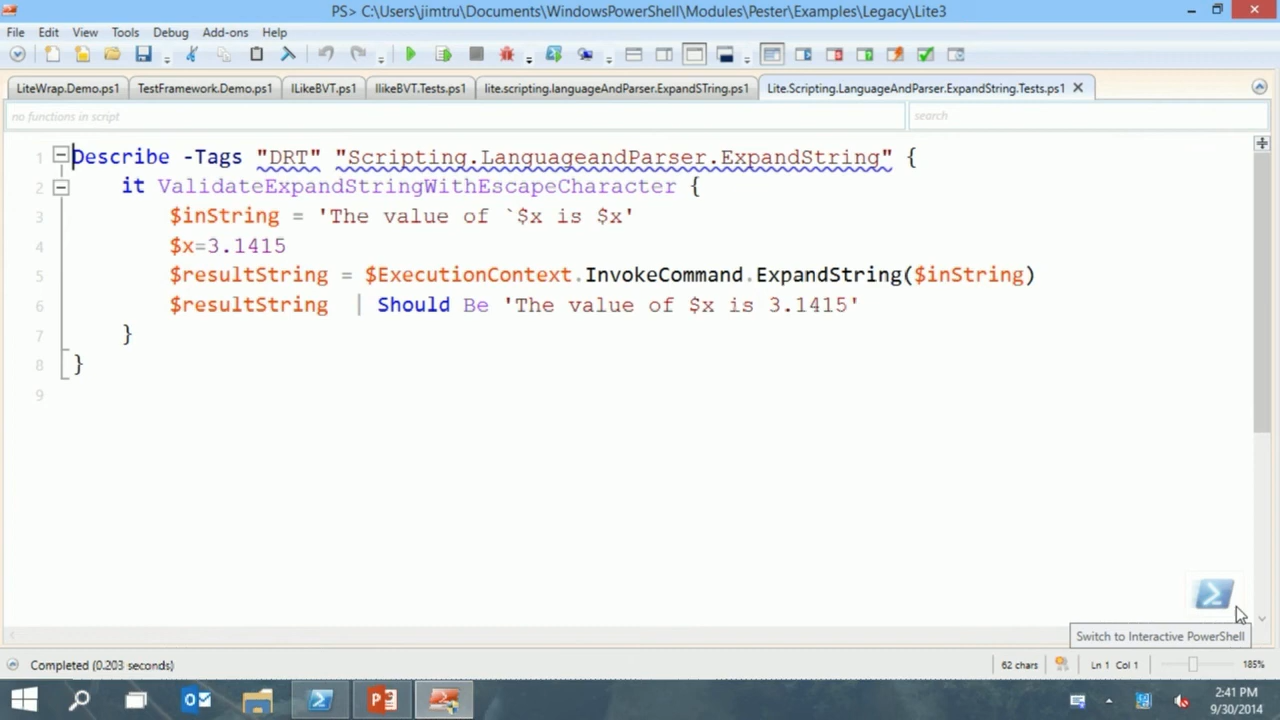 PS> C:\Users\jimtru\Documents\WindowsPowerShell\Modules\Pester\Examples\Legacy\Lite3
File Edit View Tools Debug Add-ons Help
LiteWrap.Demo.ps1 TestFramework.Demo.ps1 ILikeBVT.ps1 IlikeBVT.Tests.ps1 lite.scripting.languageAndParser.ExpandSTring.ps1 Lite.Scripting.LanguageAndParser.ExpandString.Tests.ps1
no functions in script search
1 Describe -Tags "DRT" "Scripting.LanguageandParser.ExpandString" {
2 it ValidateExpandStringWithEscapeCharacter {
3 $inString = 'The value of `$x is $x'
4 $x=3.1415
5 $resultString = $ExecutionContext.InvokeCommand.ExpandString($inString)
6 $resultString | Should Be 'The value of $x is 3.1415'
7 }
8 }
9
Switch to Interactive PowerShell
Completed (0.203 seconds) 62 chars Ln 1 Col 1 185%
2:41 PM
9/30/2014